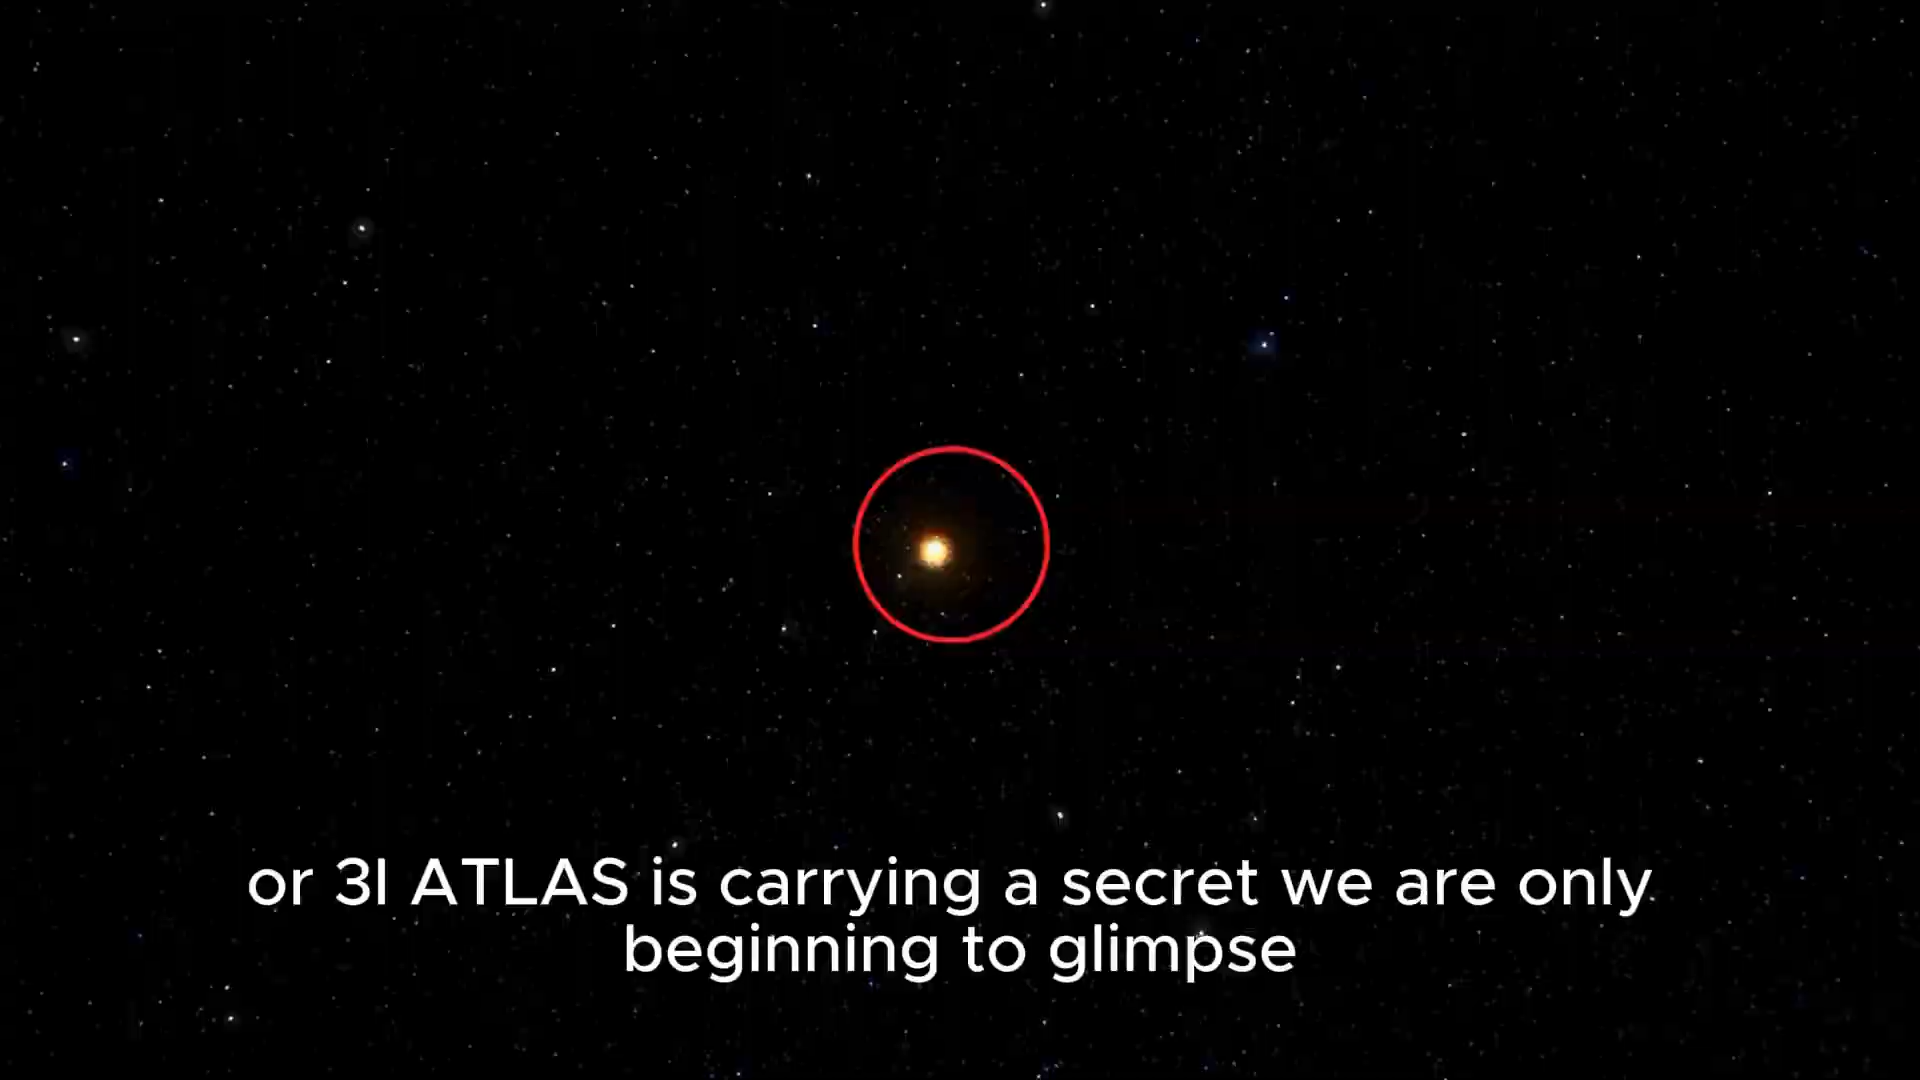 or 3I ATLAS is carrying a secret we are only
beginning to glimpse